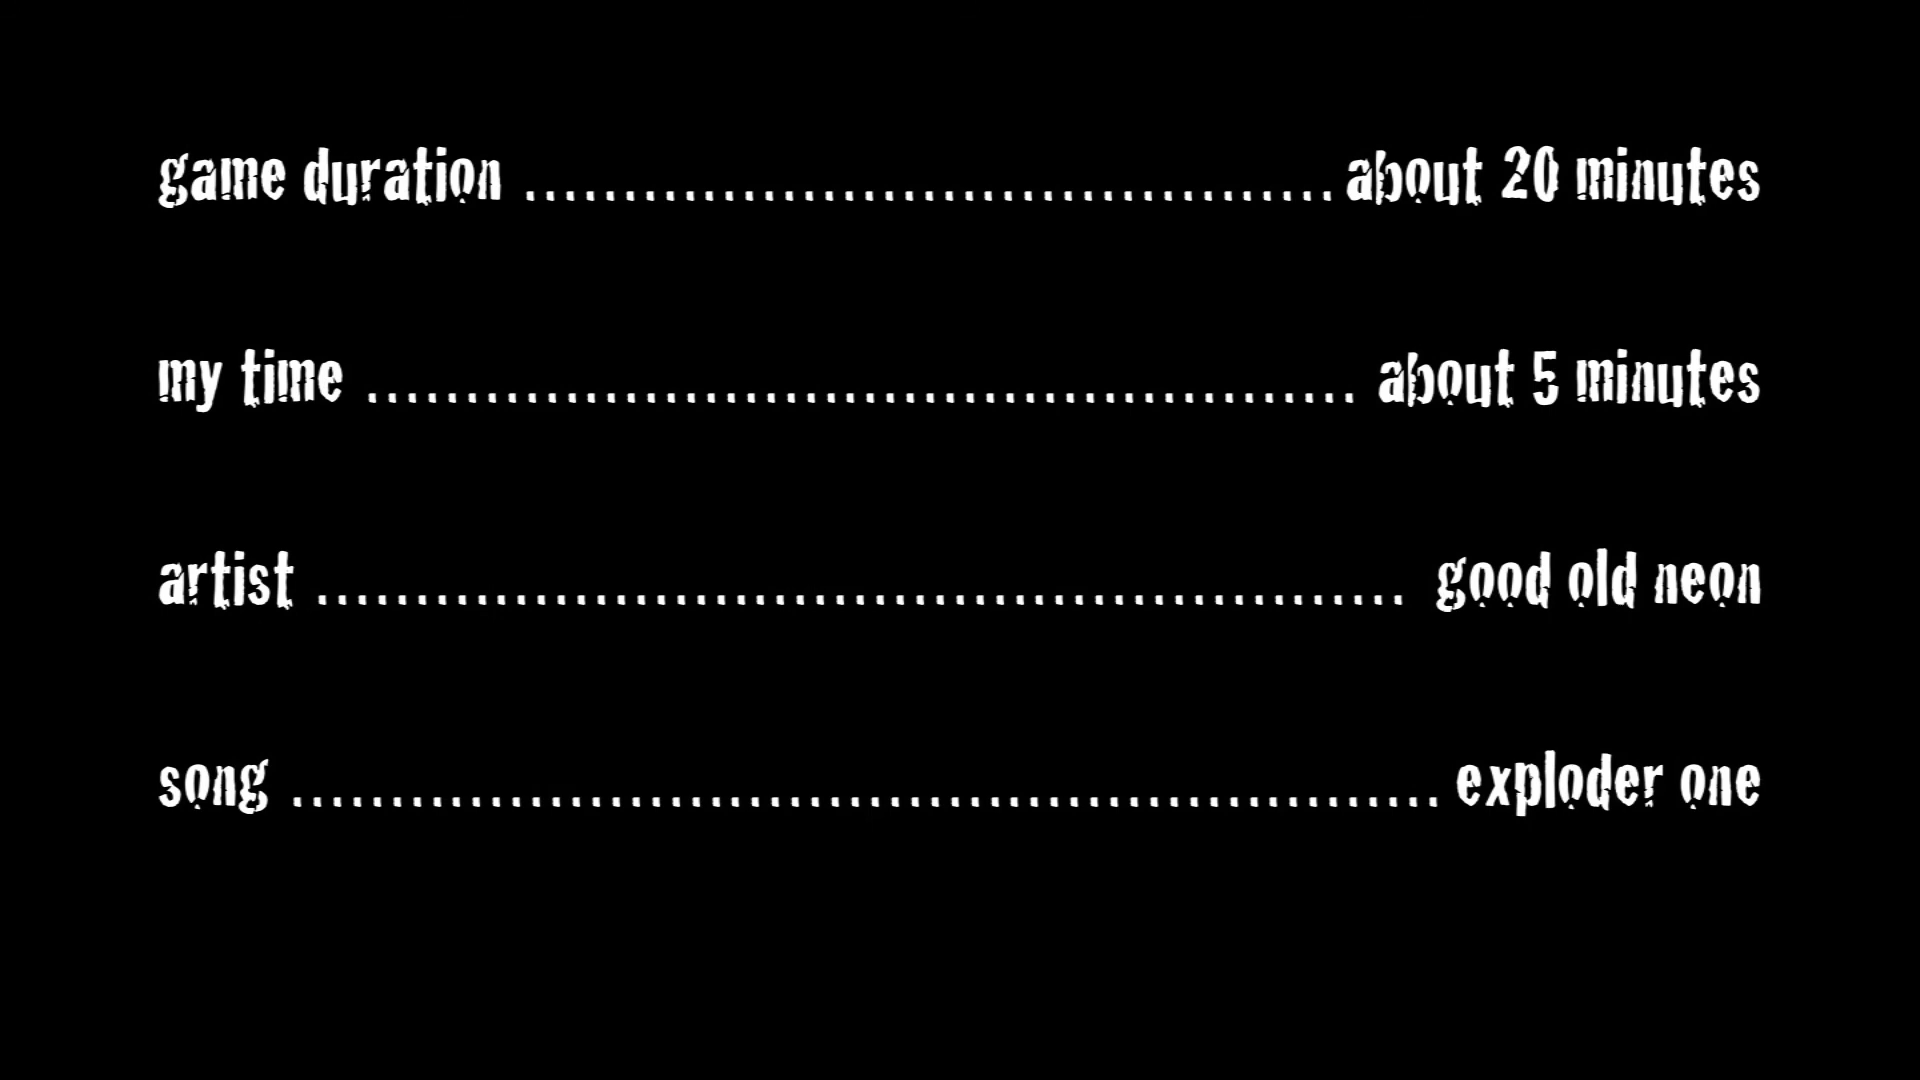 game duration ......................................... about 20 minutes
my time .................................................. about 5 minutes
artist ....................................................... good old neon
song .......................................................... exploder one